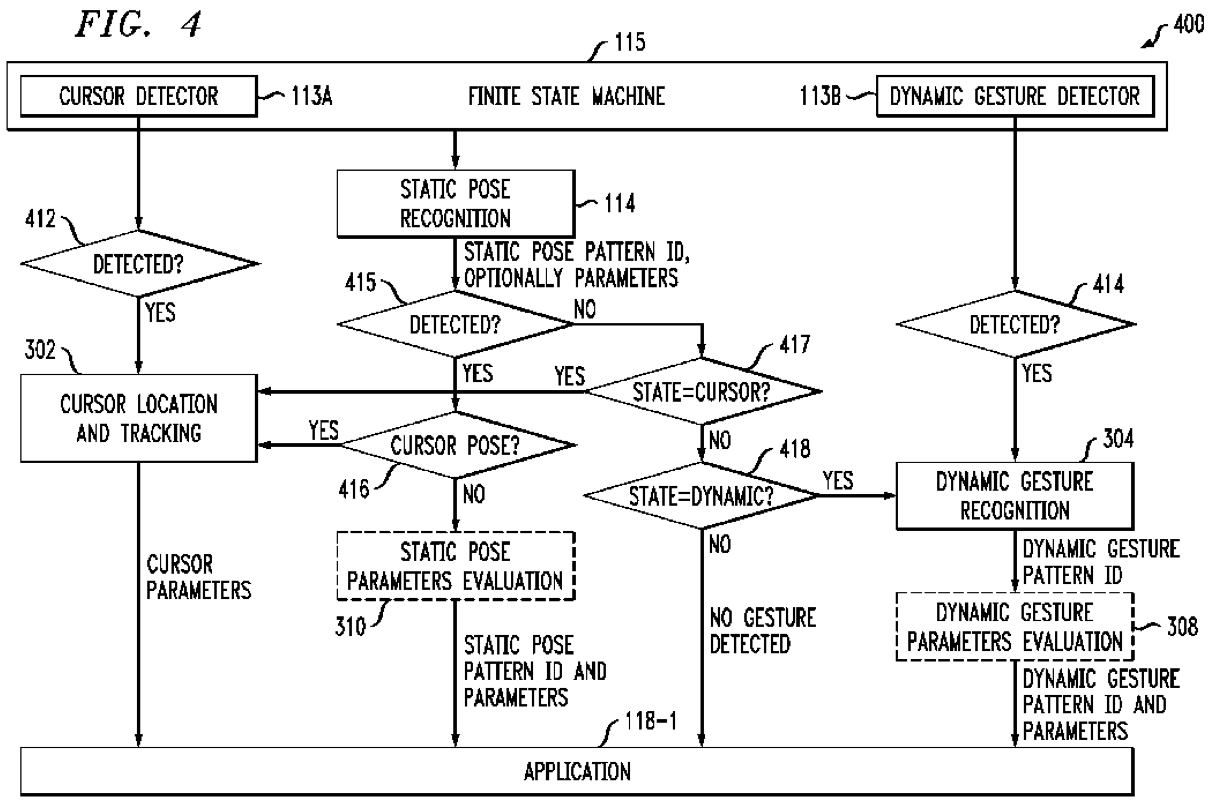 FIG. 4
400
115
CURSOR DETECTOR
113A
FINITE STATE MACHINE
113B
DYNAMIC GESTURE DETECTOR
STATIC POSE
RECOGNITION
114
412
DETECTED?
STATIC POSE PATTERN ID,
OPTIONALLY PARAMETERS
415
DETECTED?
NO
414
DETECTED?
YES
302
417
STATE=CURSOR?
YES
YES
YES
CURSOR LOCATION
AND TRACKING
YES
CURSOR POSE?
416
NO
NO
418
STATE=DYNAMIC?
YES
304
DYNAMIC GESTURE
RECOGNITION
NO
STATIC POSE
PARAMETERS EVALUATION
310
DYNAMIC GESTURE
PATTERN ID
CURSOR
PARAMETERS
NO GESTURE
DETECTED
DYNAMIC GESTURE
PARAMETERS EVALUATION
308
STATIC POSE
PATTERN ID AND
PARAMETERS
DYNAMIC GESTURE
PATTERN ID AND
PARAMETERS
118-1
APPLICATION